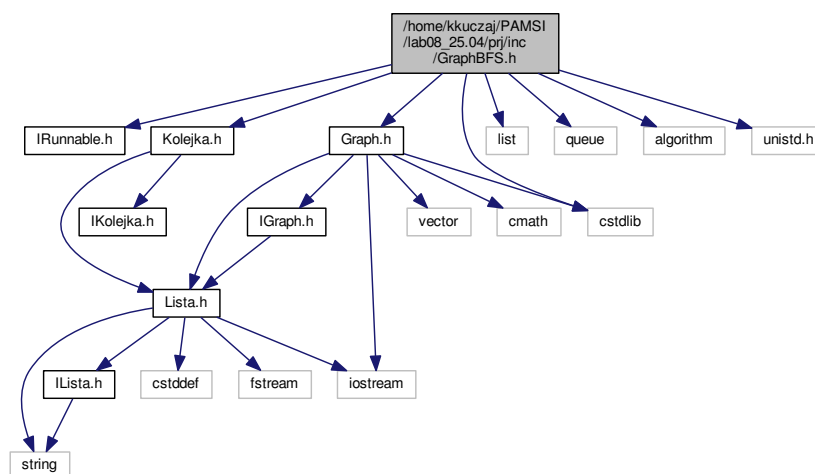 /home/kkuczaj/PAMSI
/lab08_25.04/prj/inc
/GraphBFS.h
IRunnable.h
Kolejka.h
Graph.h
list
queue
algorithm
unistd.h
IKolejka.h
IGraph.h
vector
cmath
cstdlib
Lista.h
ILista.h
cstddef
fstream
iostream
string